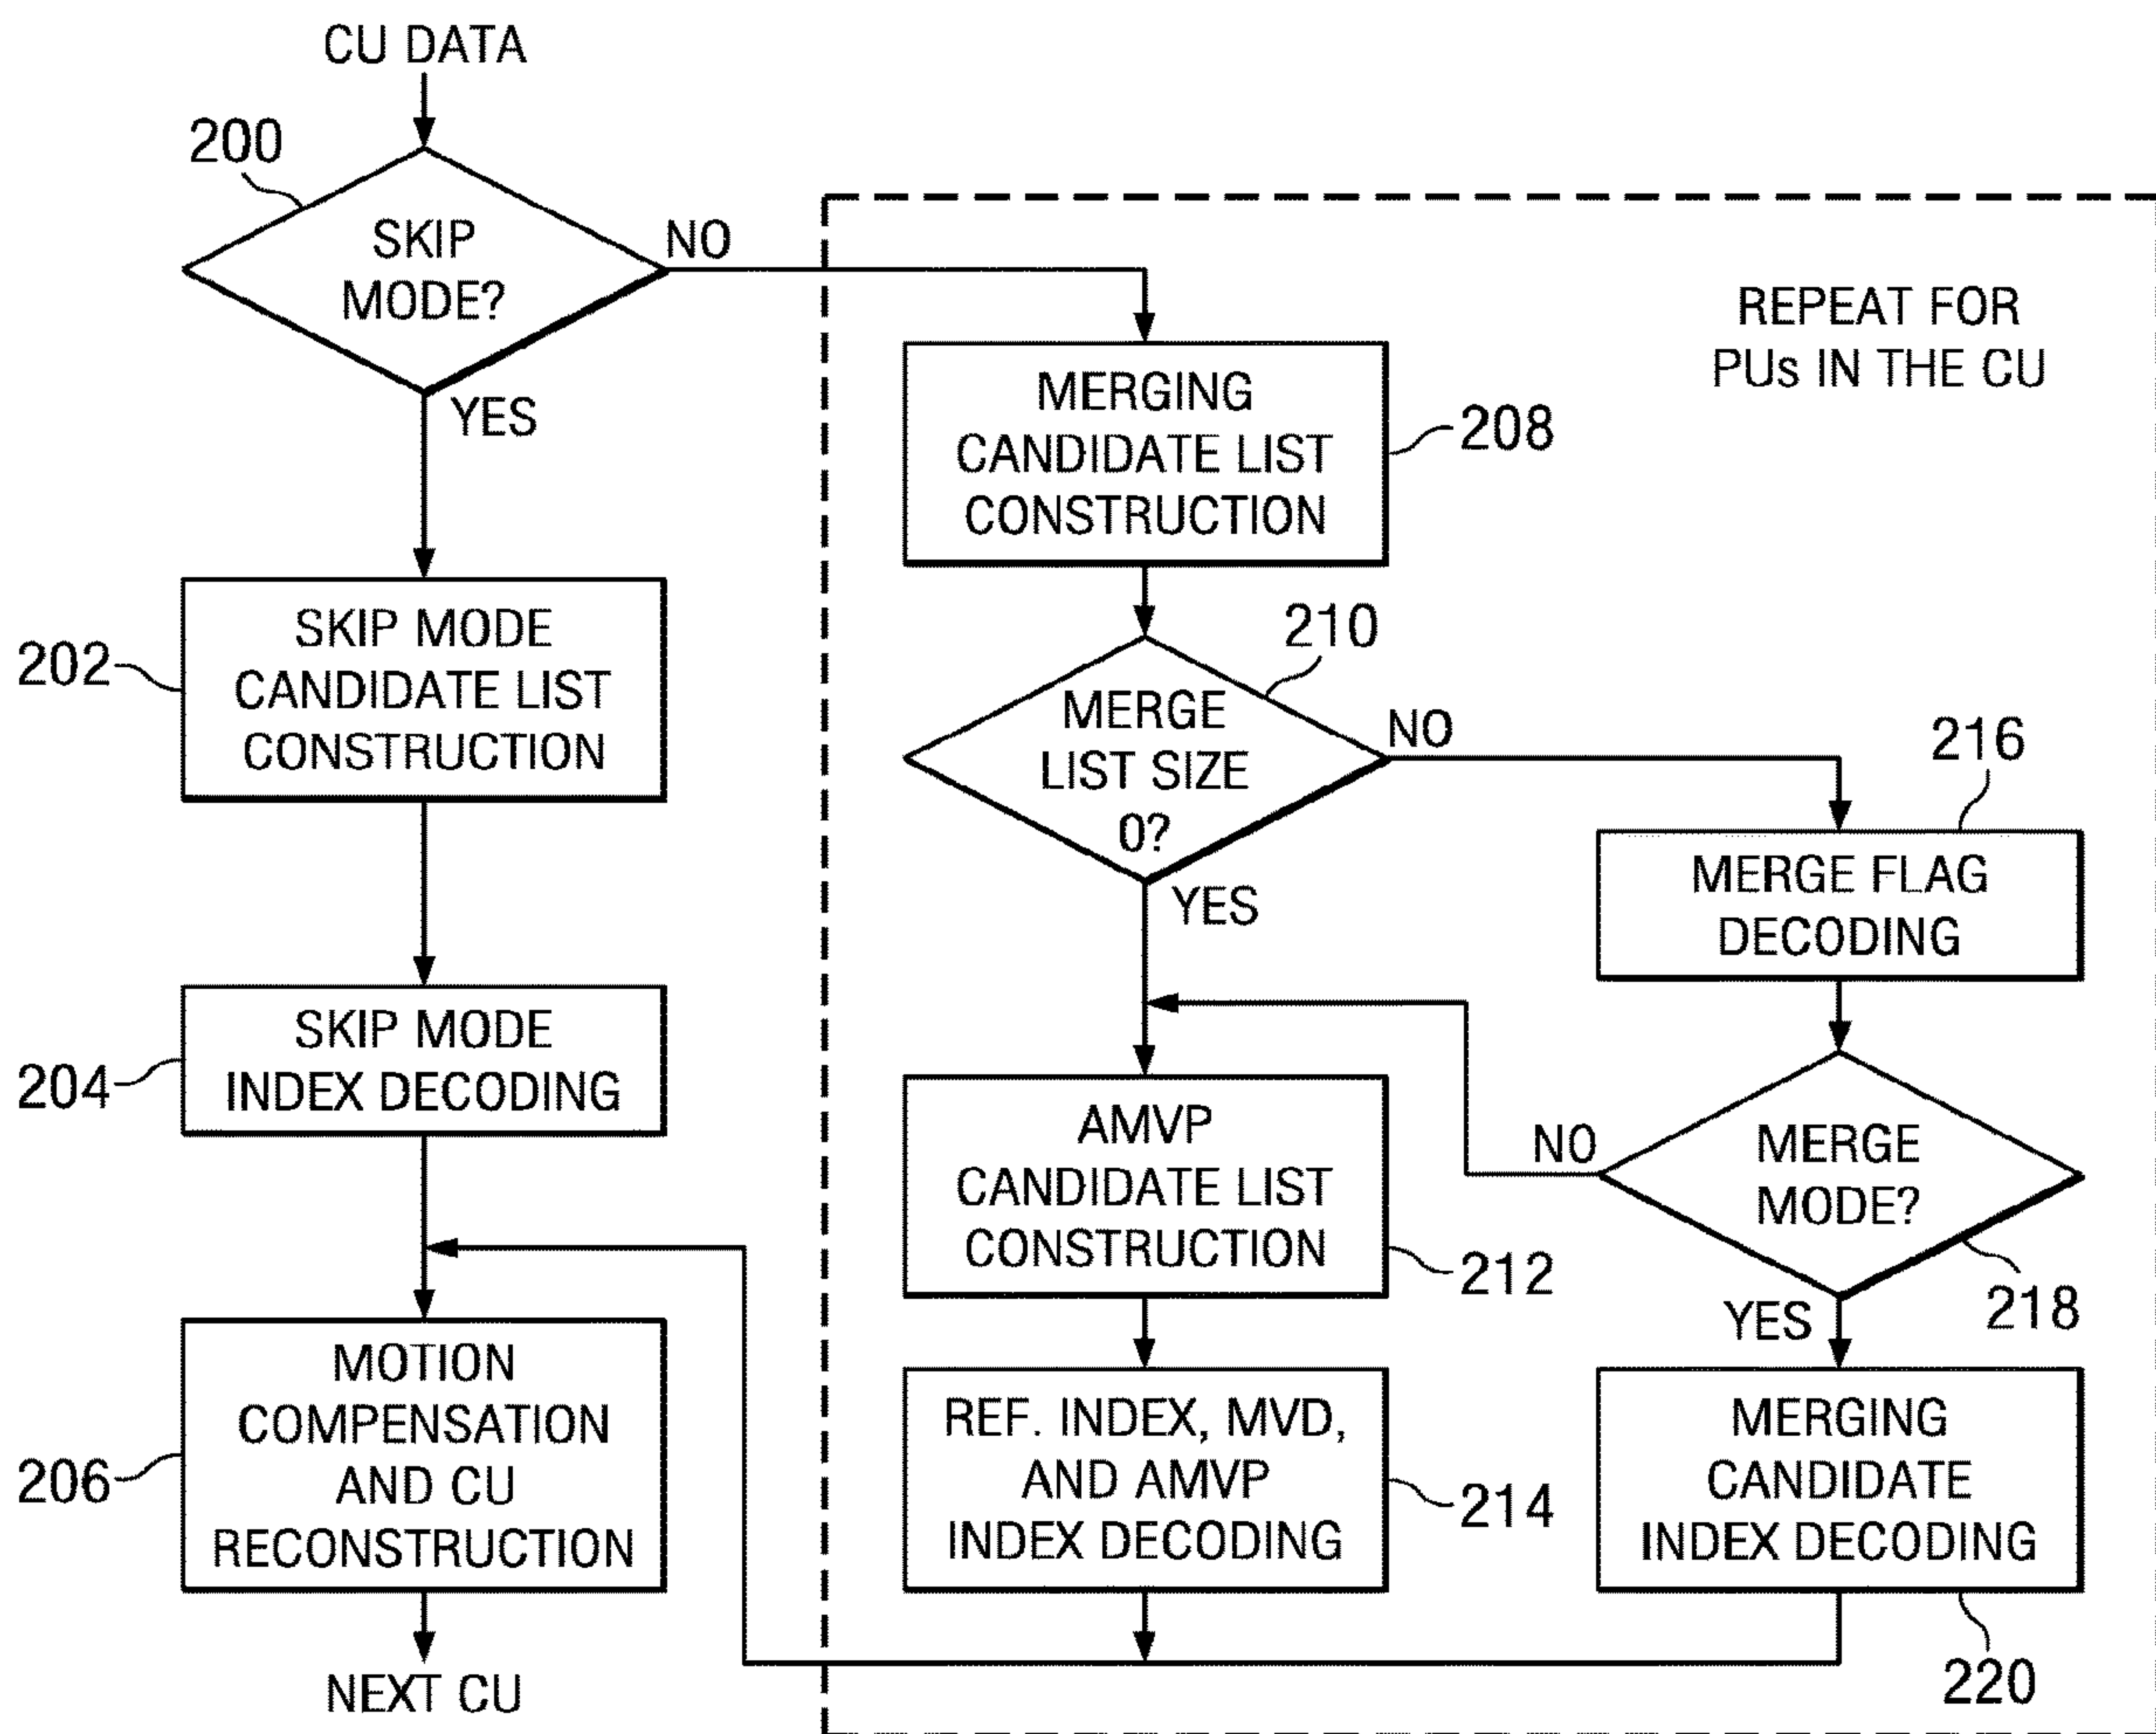 CU DATA
200
SKIP
MODE?
NO
YES
202
SKIP MODE
CANDIDATE LIST
CONSTRUCTION
204
SKIP MODE
INDEX DECODING
206
MOTION
COMPENSATION
AND CU
RECONSTRUCTION
NEXT CU
REPEAT FOR
PUs IN THE CU
MERGING
CANDIDATE LIST
CONSTRUCTION
208
210
MERGE
LIST SIZE
0?
NO
YES
216
MERGE FLAG
DECODING
AMVP
CANDIDATE LIST
CONSTRUCTION
212
NO
MERGE
MODE?
218
YES
REF. INDEX, MVD,
AND AMVP
INDEX DECODING
214
MERGING
CANDIDATE
INDEX DECODING
220